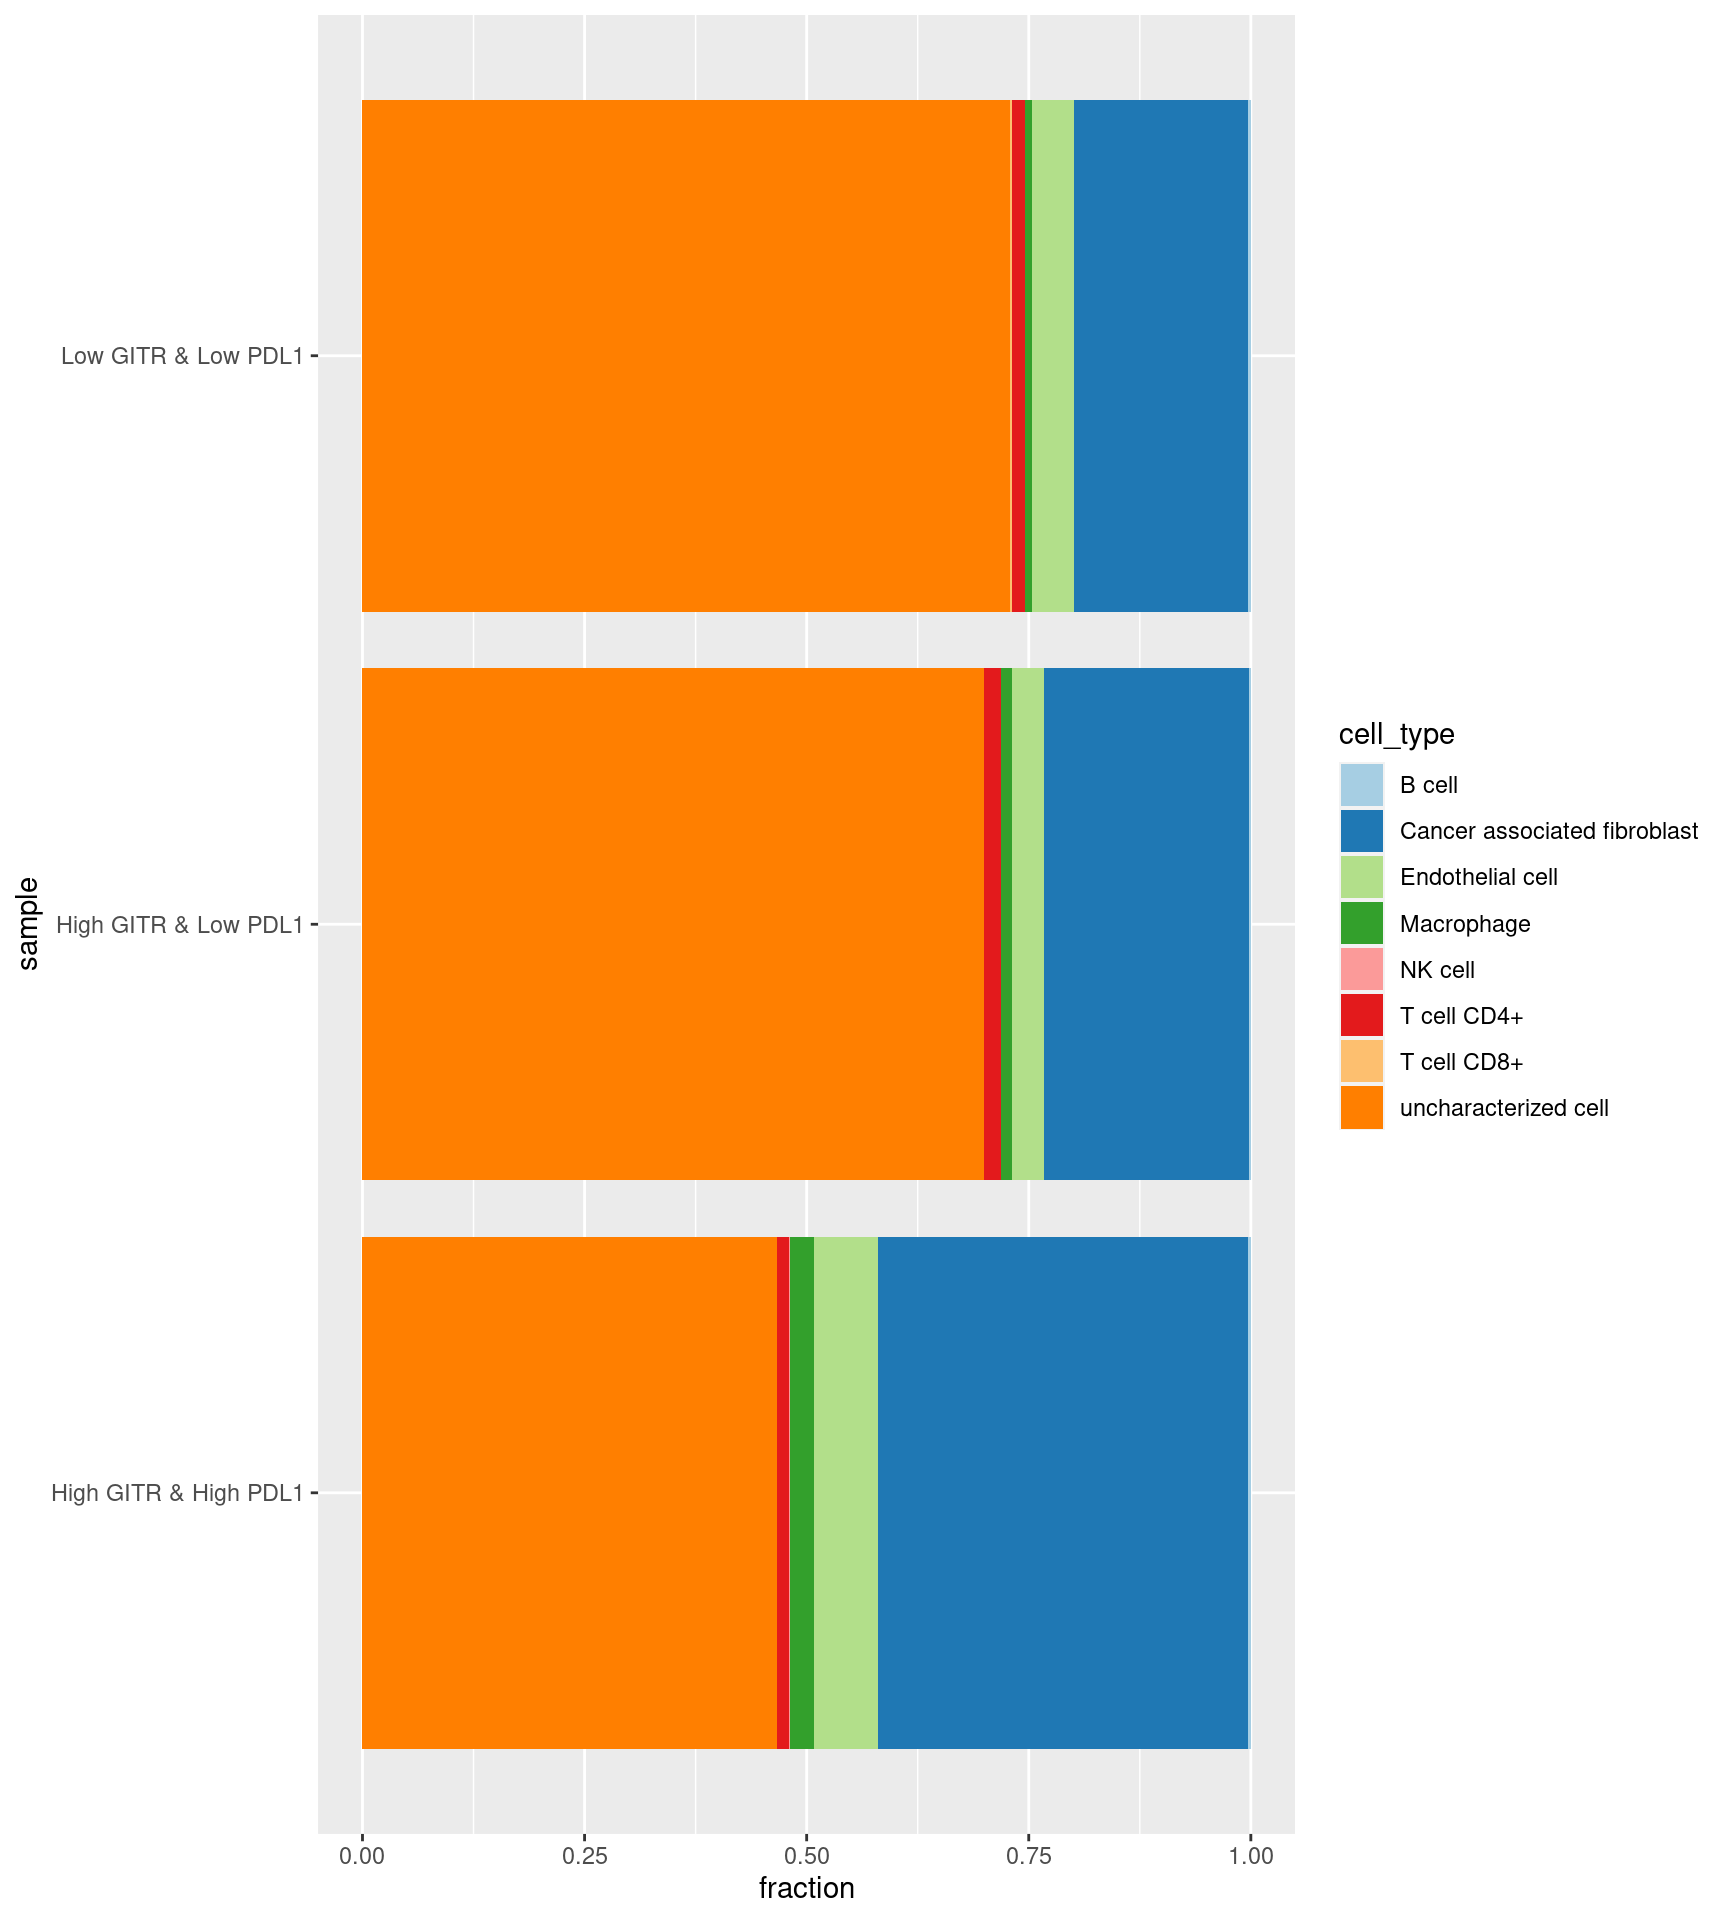 Low GITR & Low PDL1
High GITR & Low PDL1
High GITR & High PDL1
sample
0.00
0.25
0.50
0.75
1.00
fraction
cell_type
B cell
Cancer associated fibroblast
Endothelial cell
Macrophage
NK cell
T cell CD4+
T cell CD8+
uncharacterized cell